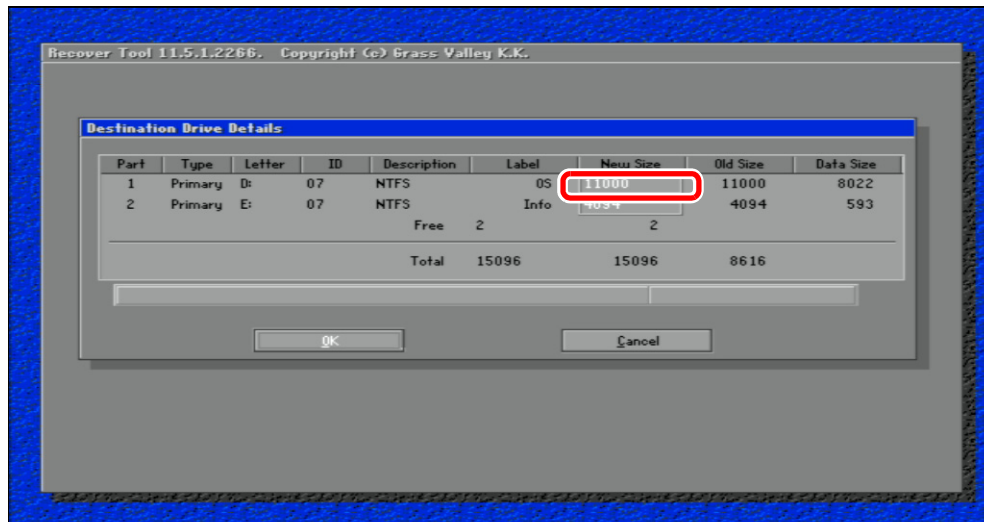 Recover Tool 11.5.1.2266. Copyright (c) Grass Valley K.K.
Destination Drive Details
Part Type Letter ID Description Label New Size Old Size Data Size
1 Primary D: 07 NTFS OS 11000 11000 8022
2 Primary E: 07 NTFS Info 4094 4094 593
Free 2 2
Total 15096 15096 8616
OK Cancel